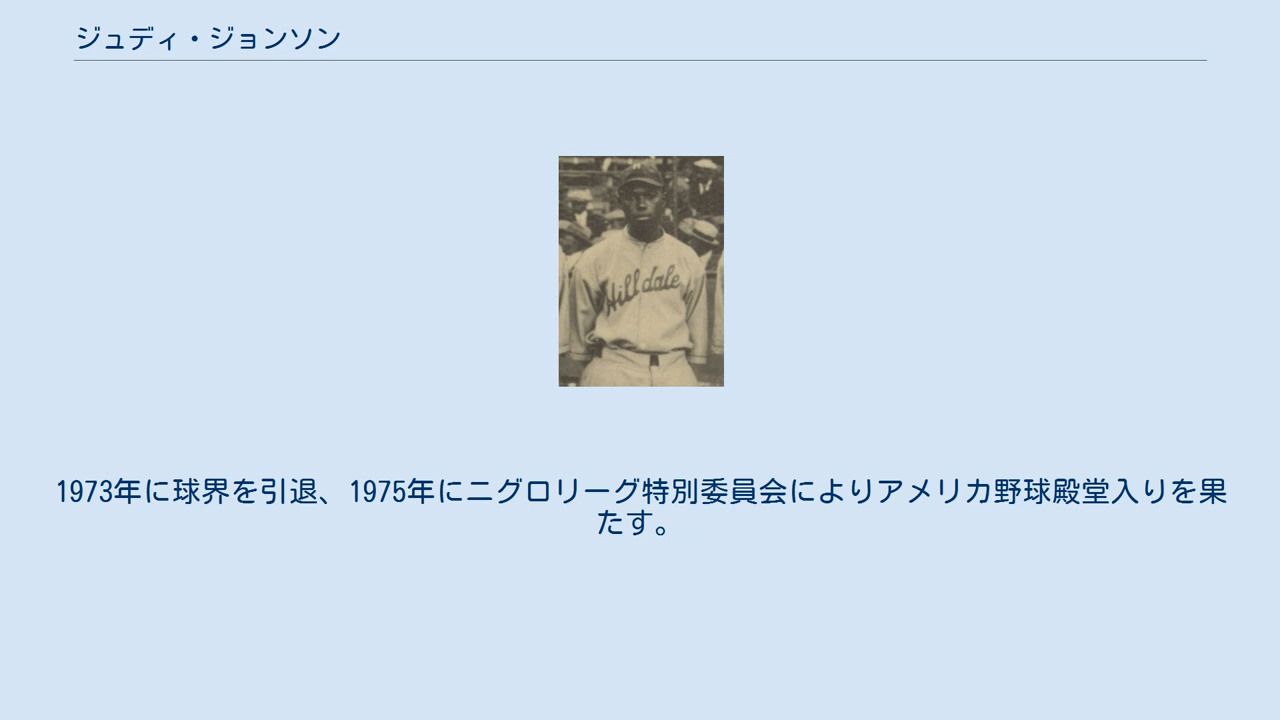 ジュディ・ジョンソン
Hilldale
1973年に球界を引退、1975年にニグロリーグ特別委員会によりアメリカ野球殿堂入りを果
たす。